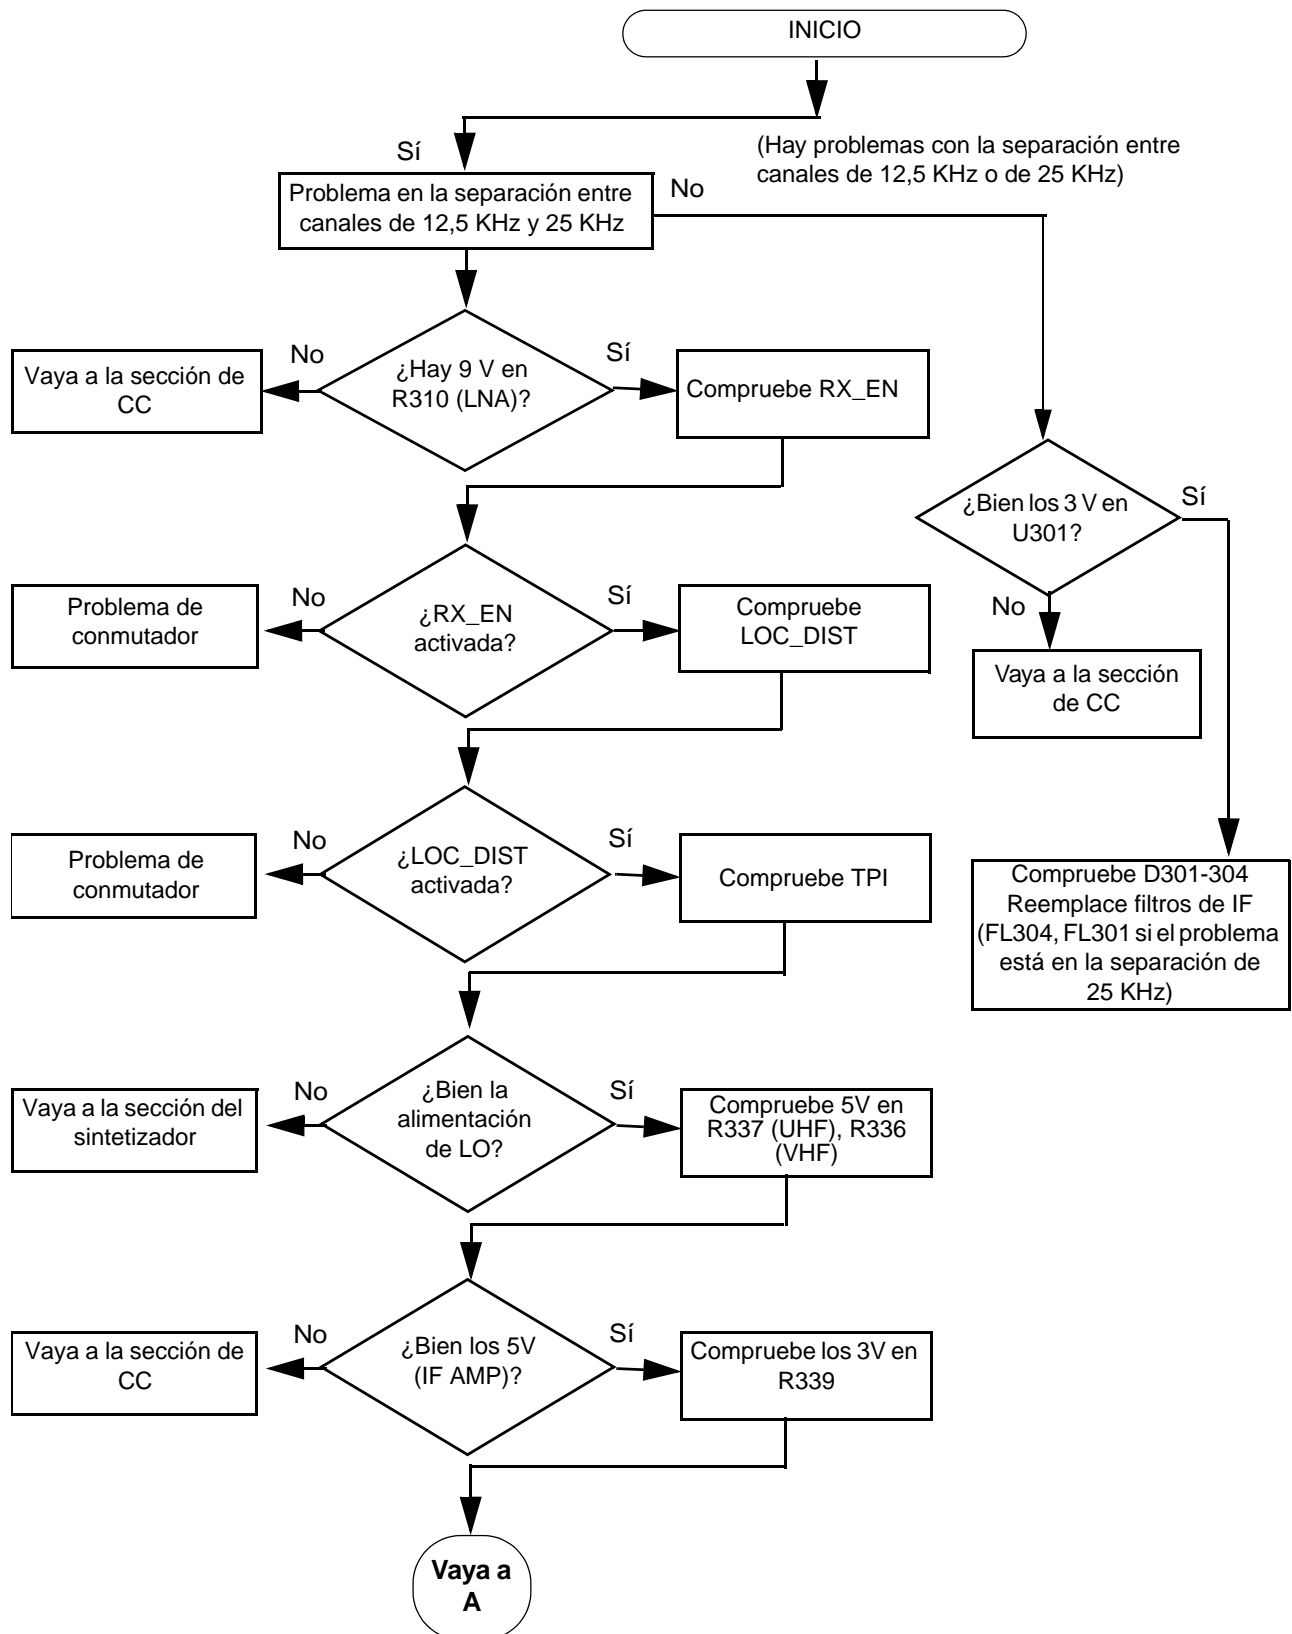 INICIO
Sí
(Hay problemas con la separación entre
canales de 12,5 KHz o de 25 KHz)
Problema en la separación entre
canales de 12,5 KHz y 25 KHz
No
No
¿Hay 9 V en
R310 (LNA)?
Sí
Vaya a la sección de
CC
Compruebe RX_EN
¿Bien los 3 V en
U301?
Sí
No
Vaya a la sección
de CC
Problema de
conmutador
No
¿RX_EN
activada?
Sí
Compruebe
LOC_DIST
Problema de
conmutador
No
¿LOC_DIST
activada?
Sí
Compruebe TPI
Compruebe D301-304
Reemplace filtros de IF
(FL304, FL301 si el problema
está en la separación de
25 KHz)
Vaya a la sección del
sintetizador
No
¿Bien la
alimentación
de LO?
Sí
Compruebe 5V en
R337 (UHF), R336
(VHF)
Vaya a la sección de
CC
No
¿Bien los 5V
(IF AMP)?
Sí
Compruebe los 3V en
R339
Vaya a
A